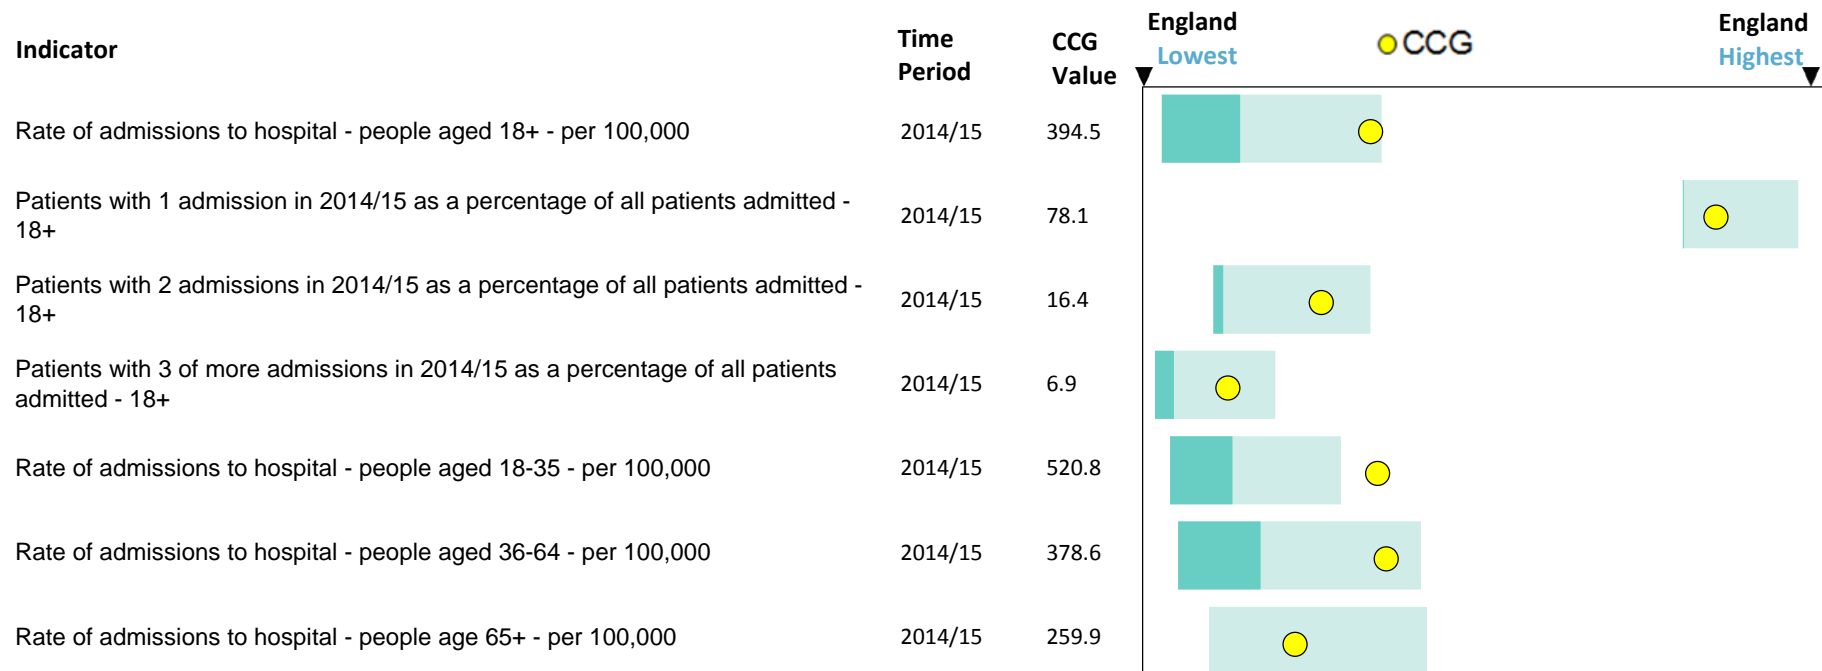 Indicator
Time Period
CCG Value
England Lowest
CCG
England Highest
Rate of admissions to hospital - people aged 18+ - per 100,000 2014/15 394.5
Patients with 1 admission in 2014/15 as a percentage of all patients admitted -
18+
2014/15 78.1
Patients with 2 admissions in 2014/15 as a percentage of all patients admitted -
18+
2014/15 16.4
Patients with 3 of more admissions in 2014/15 as a percentage of all patients
admitted - 18+
2014/15 6.9
Rate of admissions to hospital - people aged 18-35 - per 100,000 2014/15 520.8
Rate of admissions to hospital - people aged 36-64 - per 100,000 2014/15 378.6
Rate of admissions to hospital - people age 65+ - per 100,000 2014/15 259.9